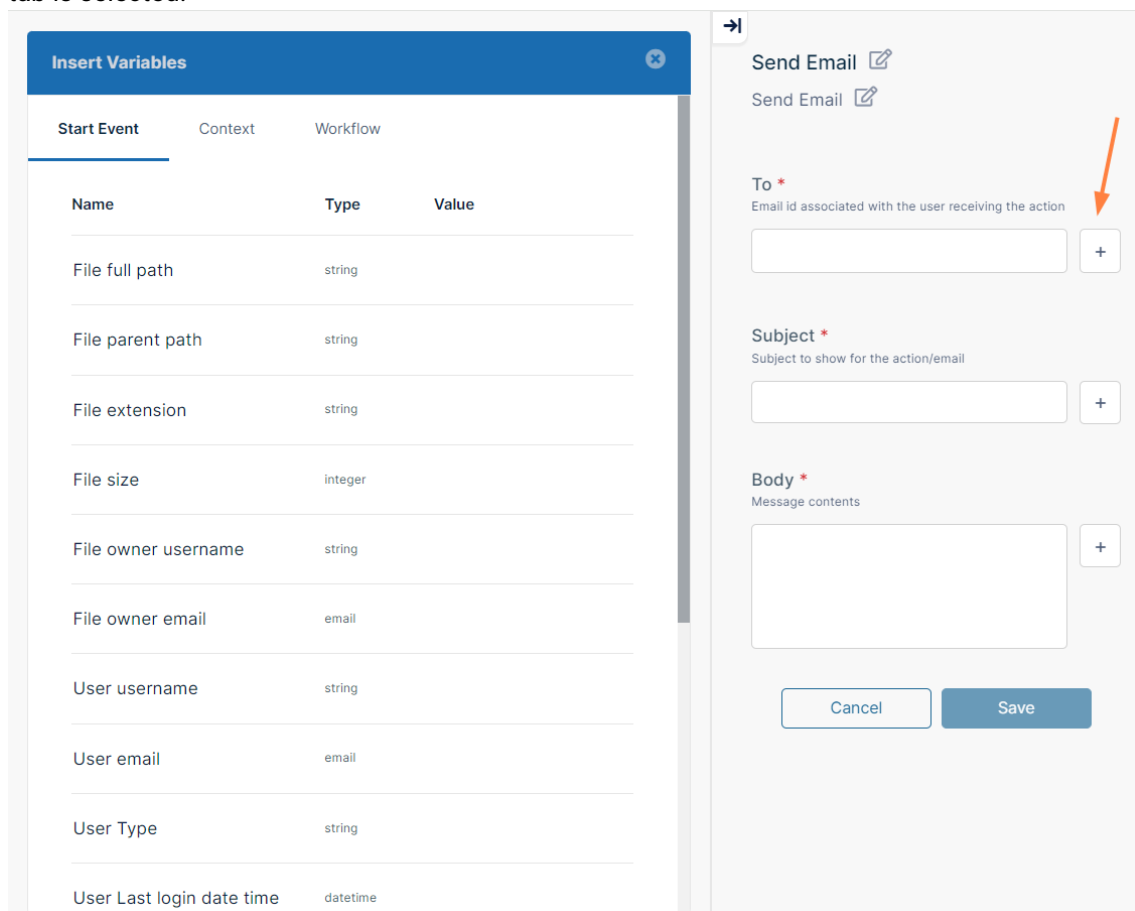 tab is selected.
Insert Variables
Start Event Context Workflow
Name Type Value
File full path string
File parent path string
File extension string
File size integer
File owner username string
File owner email email
User username string
User email email
User Type string
User Last login date time datetime
Send Email
Send Email
To *
Email id associated with the user receiving the action
+
Subject *
Subject to show for the action/email
+
Body *
Message contents
+
Cancel Save